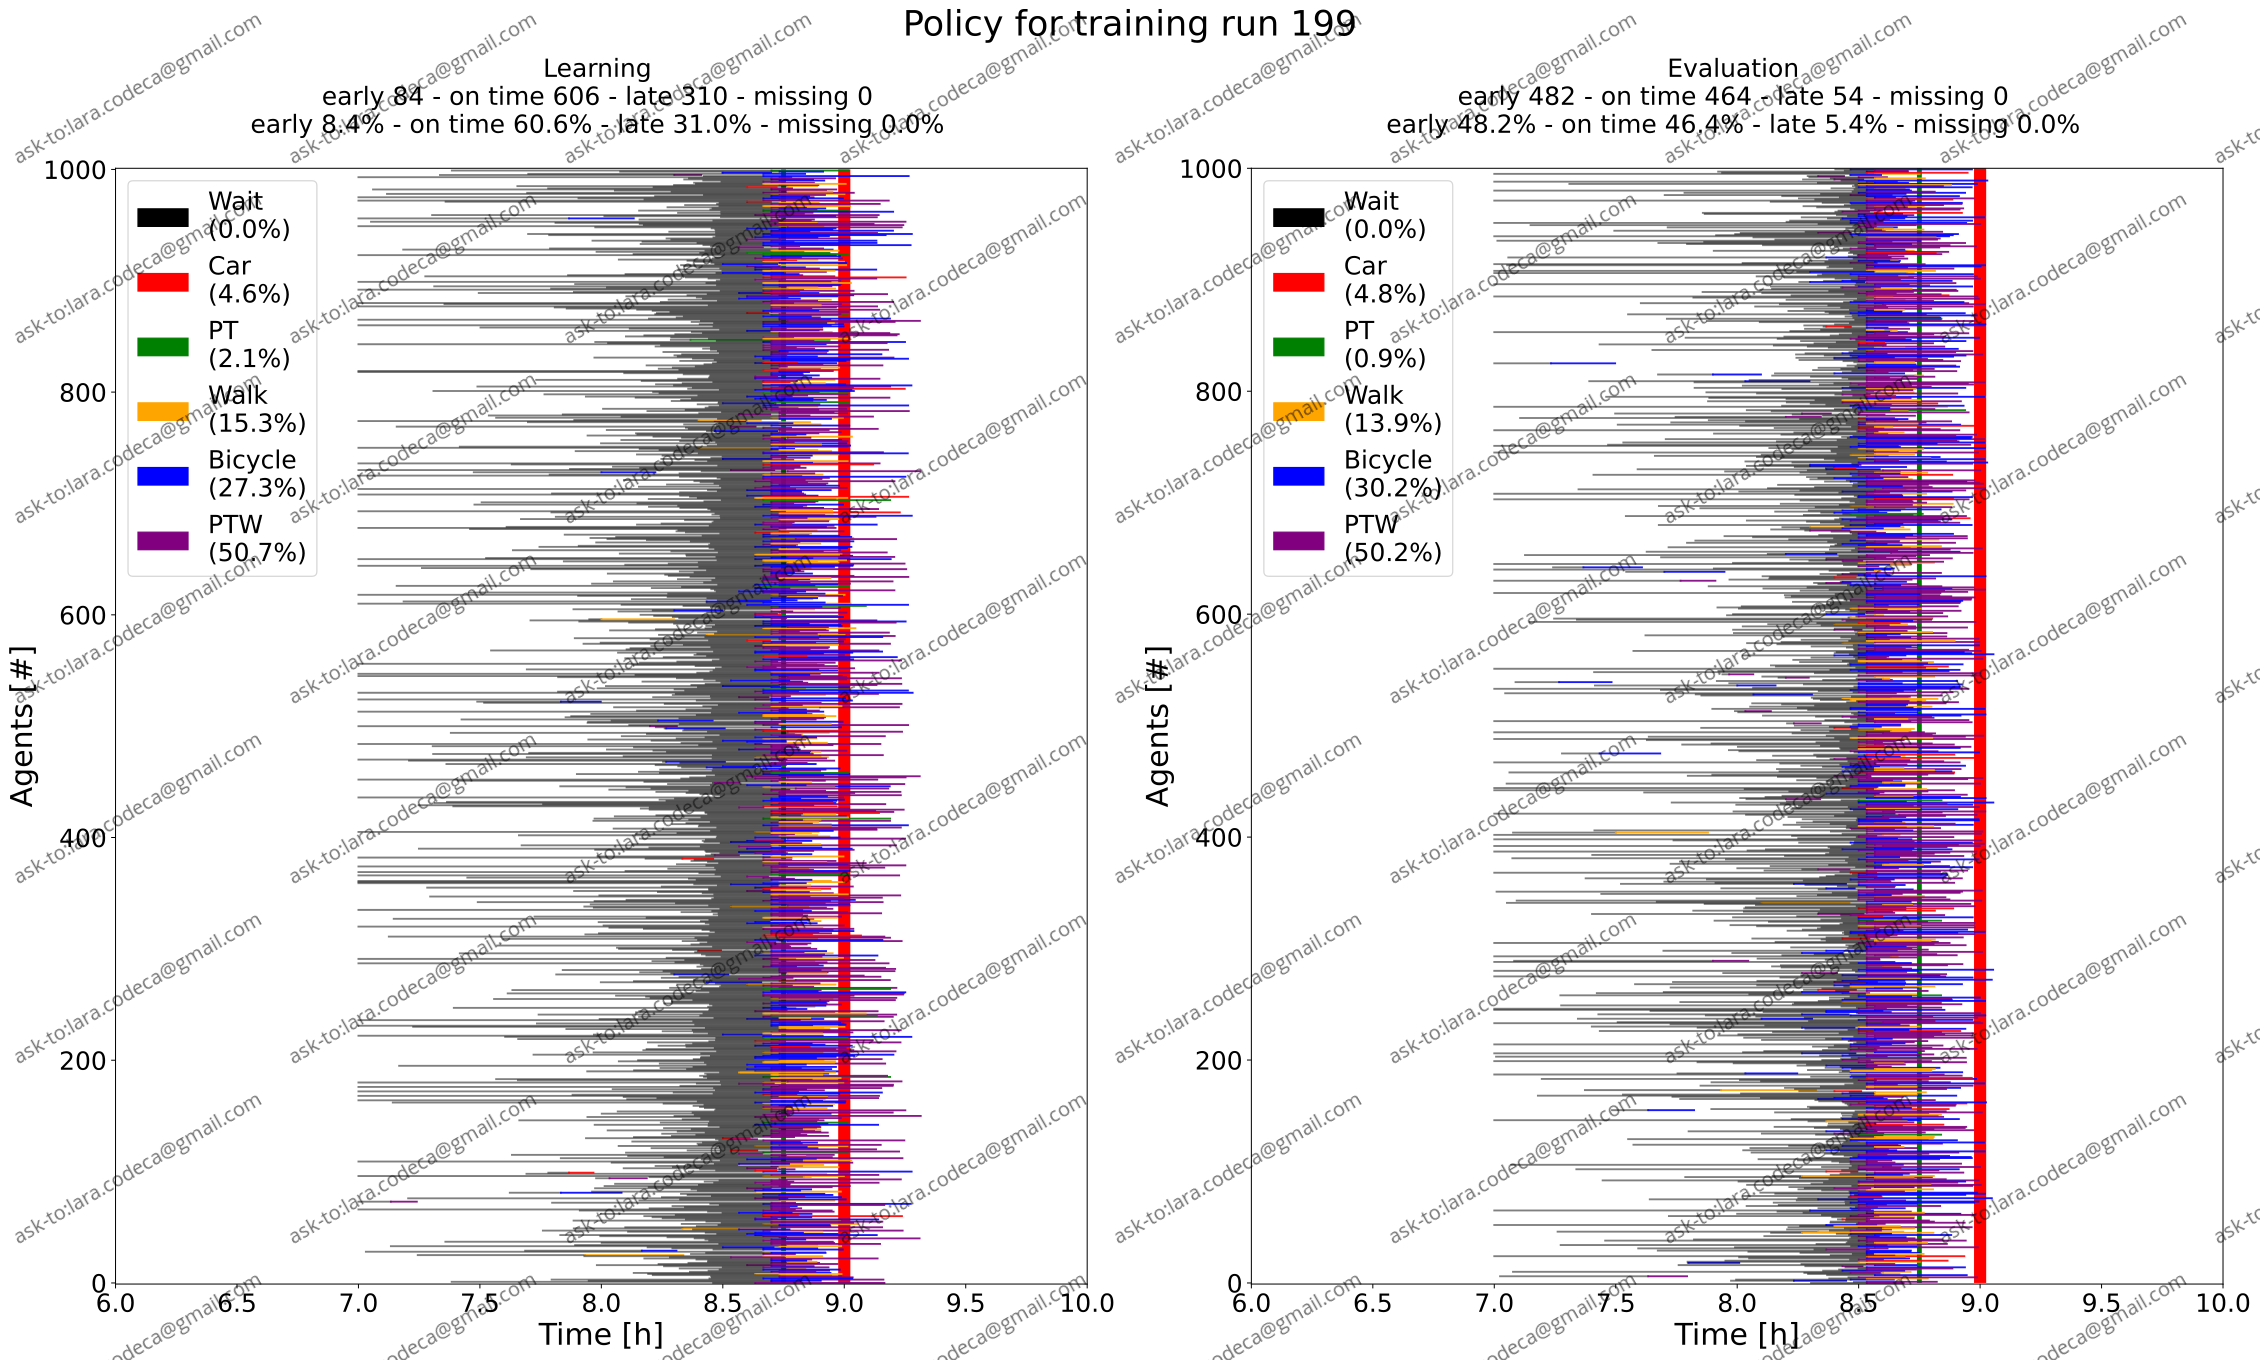 Policy for training run 199
Learning
early 84 - on time 606 - late 310 - missing 0
early 8.4% - on time 60.6% - late 31.0% - missing 0.0%
Agents [#]
1000
800
600
400
200
0
Wait
(0.0%)
Car
(4.6%)
PT
(2.1%)
Walk
(15.3%)
Bicycle
(27.3%)
PTW
(50.7%)
6.0 6.5 7.0 7.5 8.0 8.5 9.0 9.5 10.0
Time [h]
Evaluation
early 482 - on time 464 - late 54 - missing 0
early 48.2% - on time 46.4% - late 5.4% - missing 0.0%
Agents [#]
1000
800
600
400
200
0
Wait
(0.0%)
Car
(4.8%)
PT
(0.9%)
Walk
(13.9%)
Bicycle
(30.2%)
PTW
(50.2%)
6.0 6.5 7.0 7.5 8.0 8.5 9.0 9.5 10.0
Time [h]
ask-to:lara.codeca@gmail.com